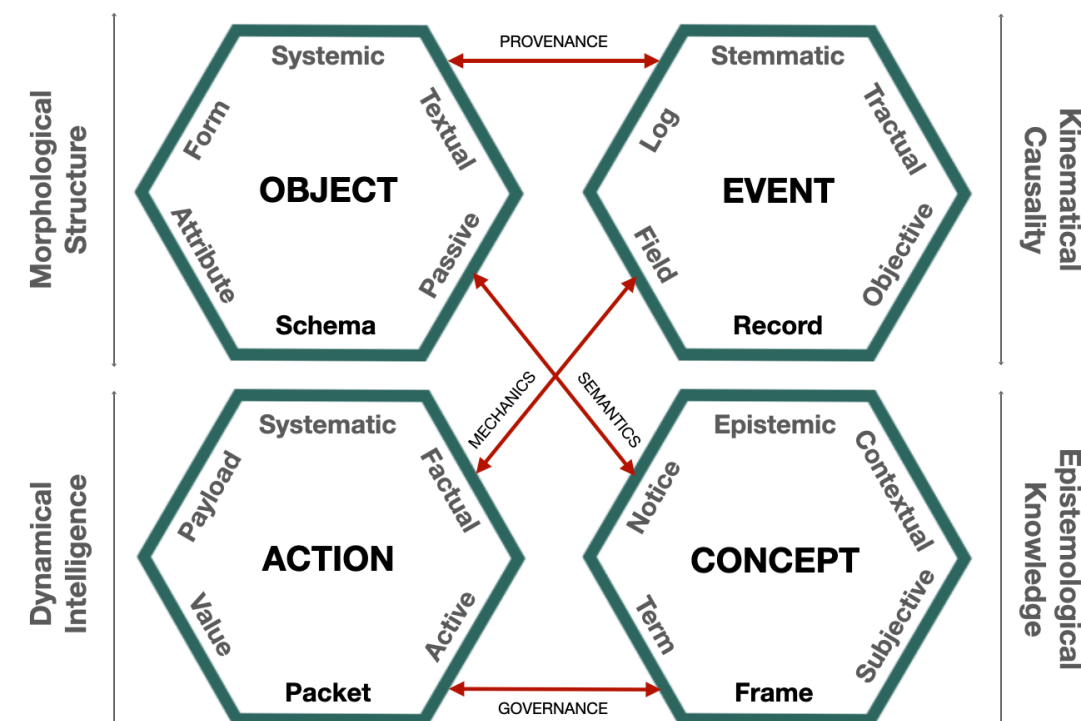 PROVENANCE
Morphological
Structure
Systemic
Form
Textual
OBJECT
Attribute
Passive
Schema
Stemmatic
Log
Tractual
EVENT
Field
Objective
Record
Kinematical
Causality
MECHANICS
SEMANTICS
Dynamical
Intelligence
Systematic
Payload
Factual
ACTION
Value
Active
Packet
Epistemic
Notice
Contextual
CONCEPT
Term
Subjective
Frame
Epistemological
Knowledge
GOVERNANCE